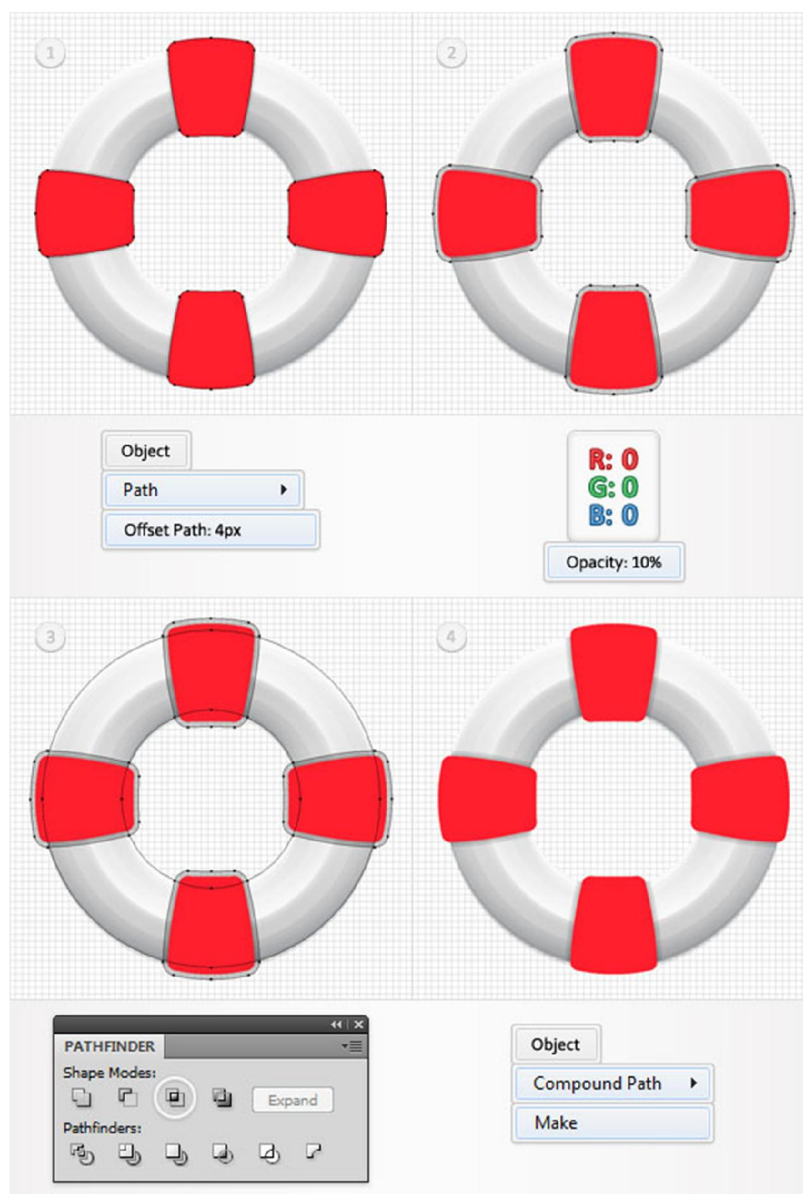 1
2
Object
Path
Offset Path: 4px
R: 0
G: 0
B: 0
Opacity: 10%
3
4
PATHFINDER
Shape Modes:
Expand
Pathfinders:
Object
Compound Path
Make